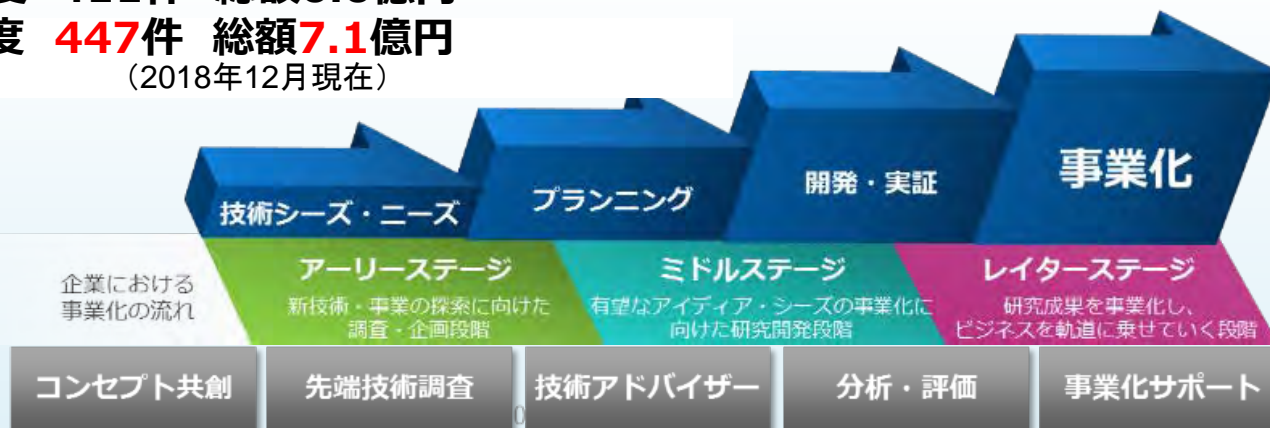 度 447件 総額7.1億円
（2018年12月現在）
技術シーズ・ニーズ
プランニング
開発・実証
事業化
企業における
事業化の流れ
アーリーステージ
新技術・事業の探索に向けた
調査・企画段階
ミドルステージ
有望なアイディア・シーズの事業化に
向けた研究開発段階
レイターステージ
研究成果を事業化し、
ビジネスを軌道に乗せていく段階
コンセプト共創
先端技術調査
技術アドバイザー
分析・評価
事業化サポート